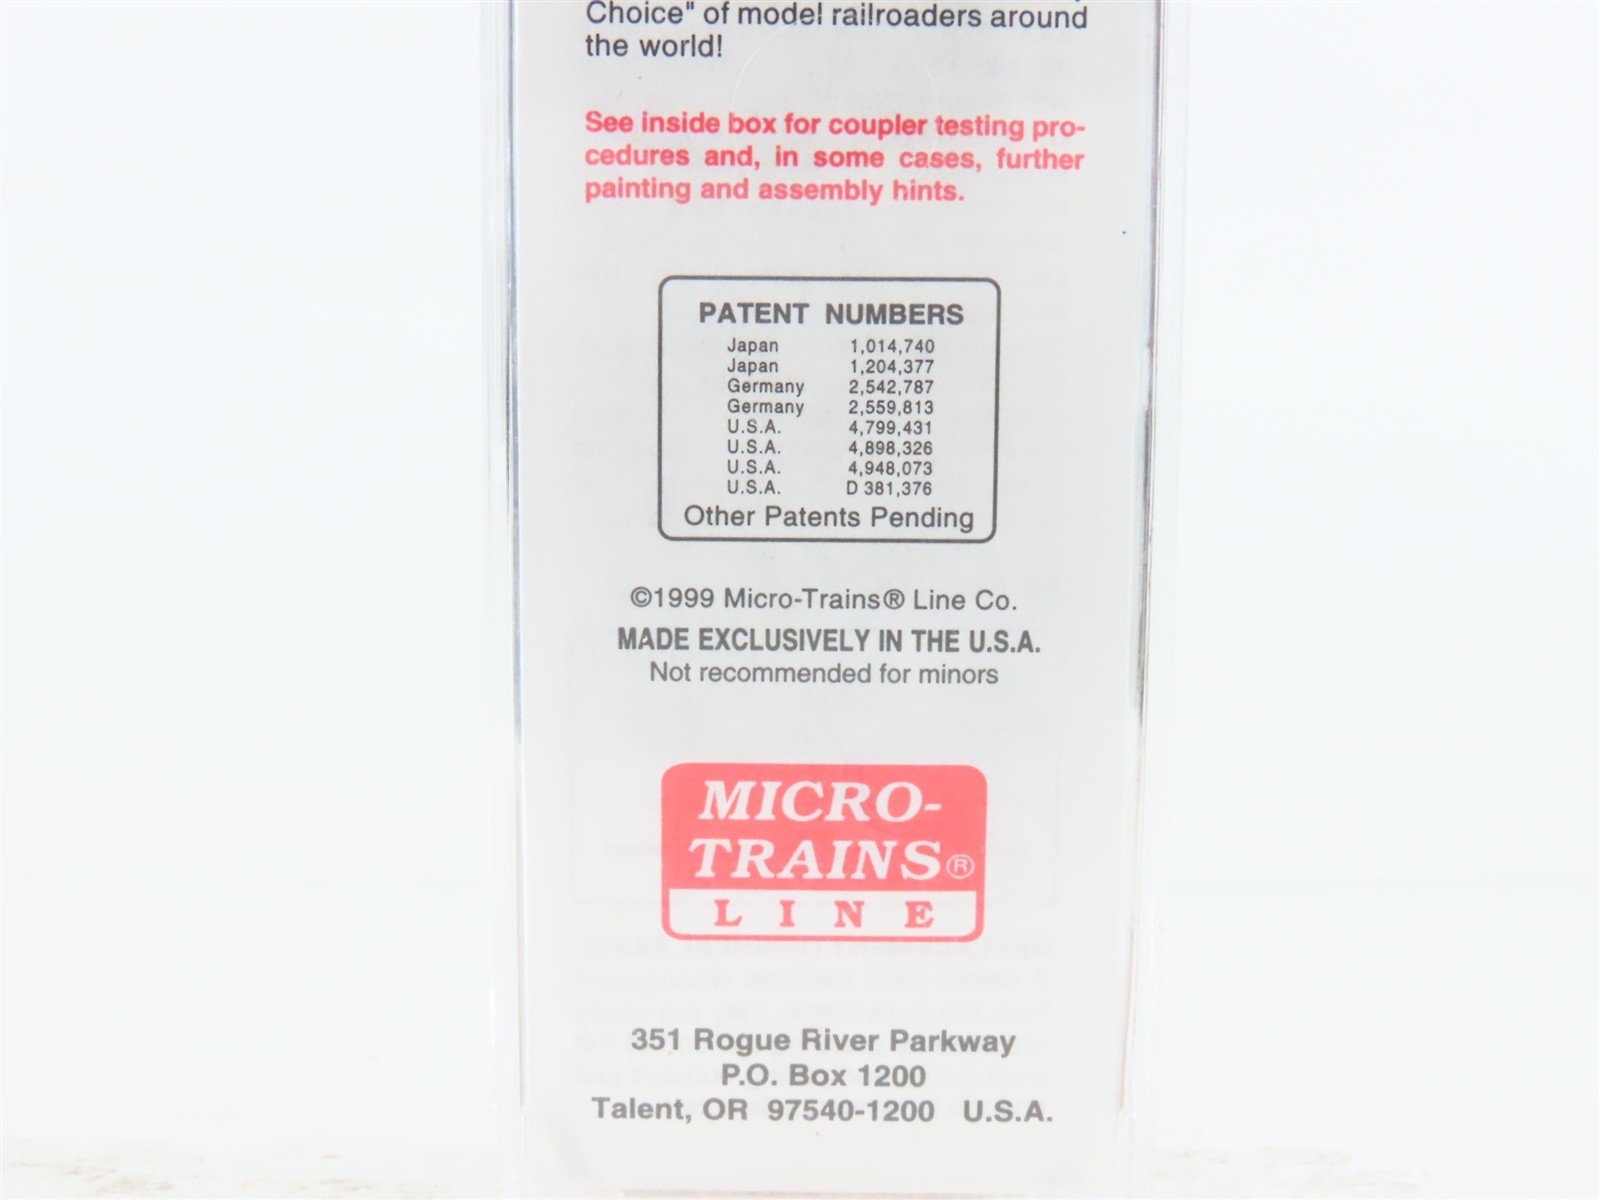 Choice" of model railroaders around
the world!
See inside box for coupler testing pro-
cedures and, in some cases, further
painting and assembly hints.
PATENT NUMBERS
Japan 1,014,740
Japan 1,204,377
Germany 2,542,787
Germany 2,559,813
U.S.A. 4,799,431
U.S.A. 4,898,326
U.S.A. 4,948,073
U.S.A. D 381,376
Other Patents Pending
©1999 Micro-Trains® Line Co.
MADE EXCLUSIVELY IN THE U.S.A.
Not recommended for minors
MICRO-
TRAINS®
LINE
351 Rogue River Parkway
P.O. Box 1200
Talent, OR 97540-1200 U.S.A.